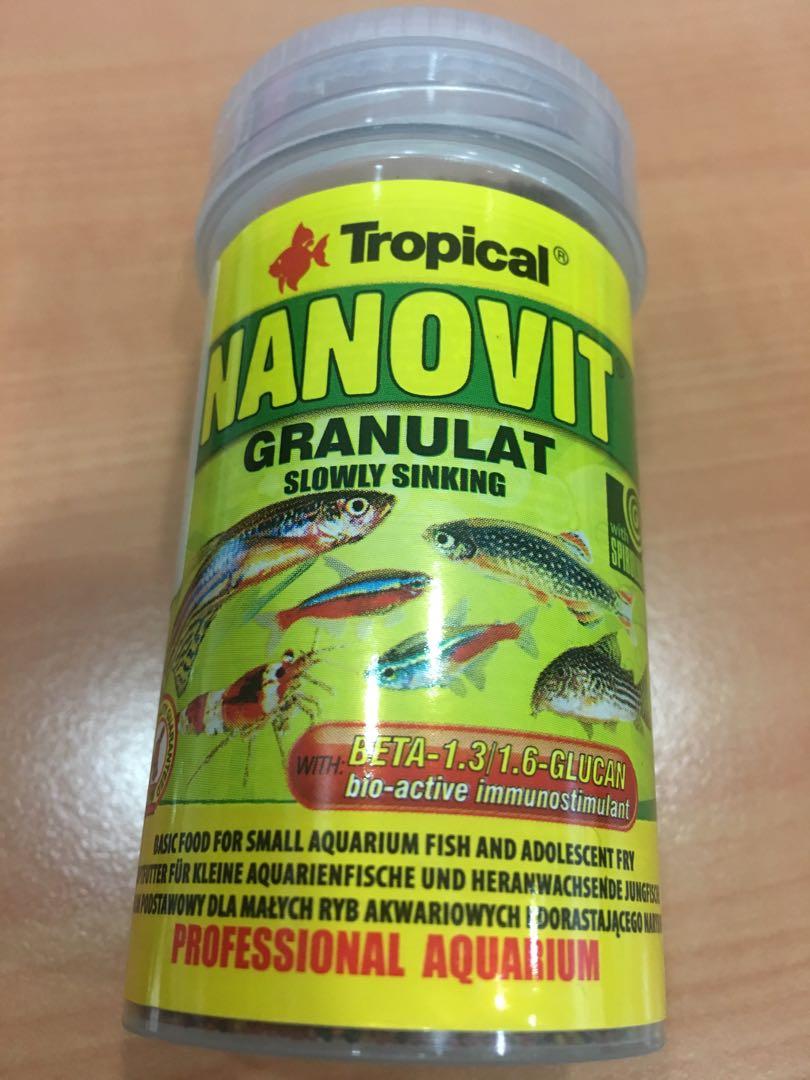 Tropical®
NANOVIT®
GRANULAT
SLOWLY SINKING
with
WITH: BETA-1.3/1.6-GLUCAN
bio-active immunostimulant
BASIC FOOD FOR SMALL AQUARIUM FISH AND ADOLESCENT FRY
FÜR KLEINE AQUARIENFISCHE UND HERANWACHSENDE
PODSTAWOWY DLA MAŁYCH RYB AKWARIOWYCH I DORASTAJĄCEGO
PROFESSIONAL AQUARIUM